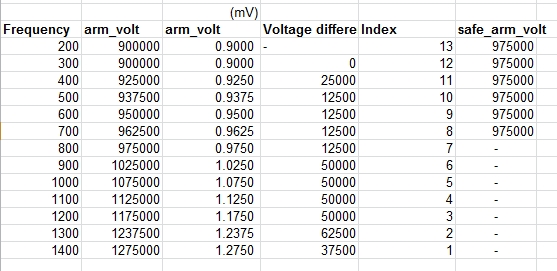 (mV)
Frequency arm_volt arm_volt Voltage differe Index safe_arm_volt
200 900000 0.9000 - 13 975000
300 900000 0.9000 0 12 975000
400 925000 0.9250 25000 11 975000
500 937500 0.9375 12500 10 975000
600 950000 0.9500 12500 9 975000
700 962500 0.9625 12500 8 975000
800 975000 0.9750 12500 7 -
900 1025000 1.0250 50000 6 -
1000 1075000 1.0750 50000 5 -
1100 1125000 1.1250 50000 4 -
1200 1175000 1.1750 50000 3 -
1300 1237500 1.2375 62500 2 -
1400 1275000 1.2750 37500 1 -